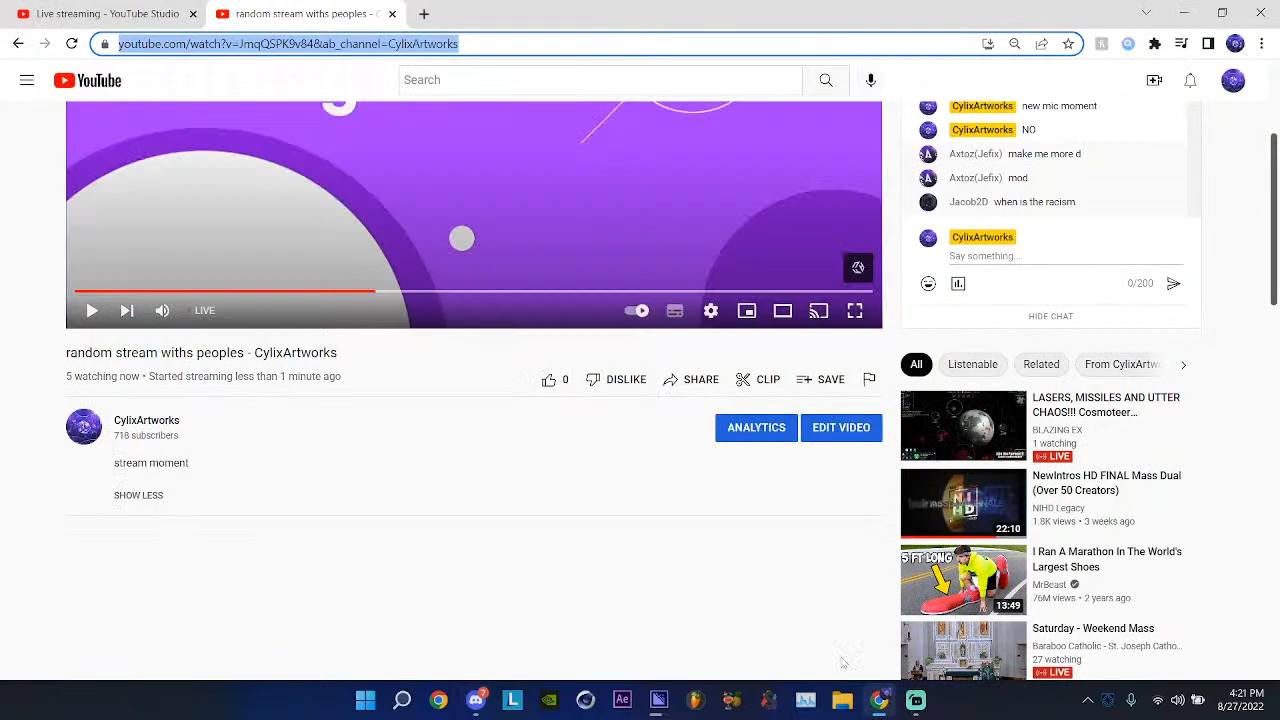 Live streaming - YouTube Studio
random stream with peoples - C
youtube.com/watch?v=JmqQSPK9v84&ab_channel=CylixArtworks
YouTube
Search
CylixArtworks new mic moment
CylixArtworks NO
Axtoz(Jefix) make me more d
Axtoz(Jefix) mod
Jacob2D when is the racism
CylixArtworks
Say something...
0/200
HIDE CHAT
LIVE
random stream withs peoples - CylixArtworks
5 watching now • Started streaming less than 1 minute ago
0 DISLIKE SHARE CLIP SAVE
CylixArtworks
718 subscribers
ANALYTICS EDIT VIDEO
stream moment
SHOW LESS
All Listenable Related From CylixArtwo
LASERS, MISSILES AND UTTER
CHAOS!!! Cosmoteer...
BLAZING EX
1 watching
LIVE
NewIntros HD FINAL Mass Dual
(Over 50 Creators)
NIHD Legacy
1.8K views • 3 weeks ago
22:10
5 FT LONG
I Ran A Marathon In The World's
Largest Shoes
MrBeast
76M views • 2 years ago
13:49
Saturday - Weekend Mass
Baraboo Catholic - St. Joseph Catho...
27 watching
LIVE
7
L
Ae
4:21 PM
8/27/2022